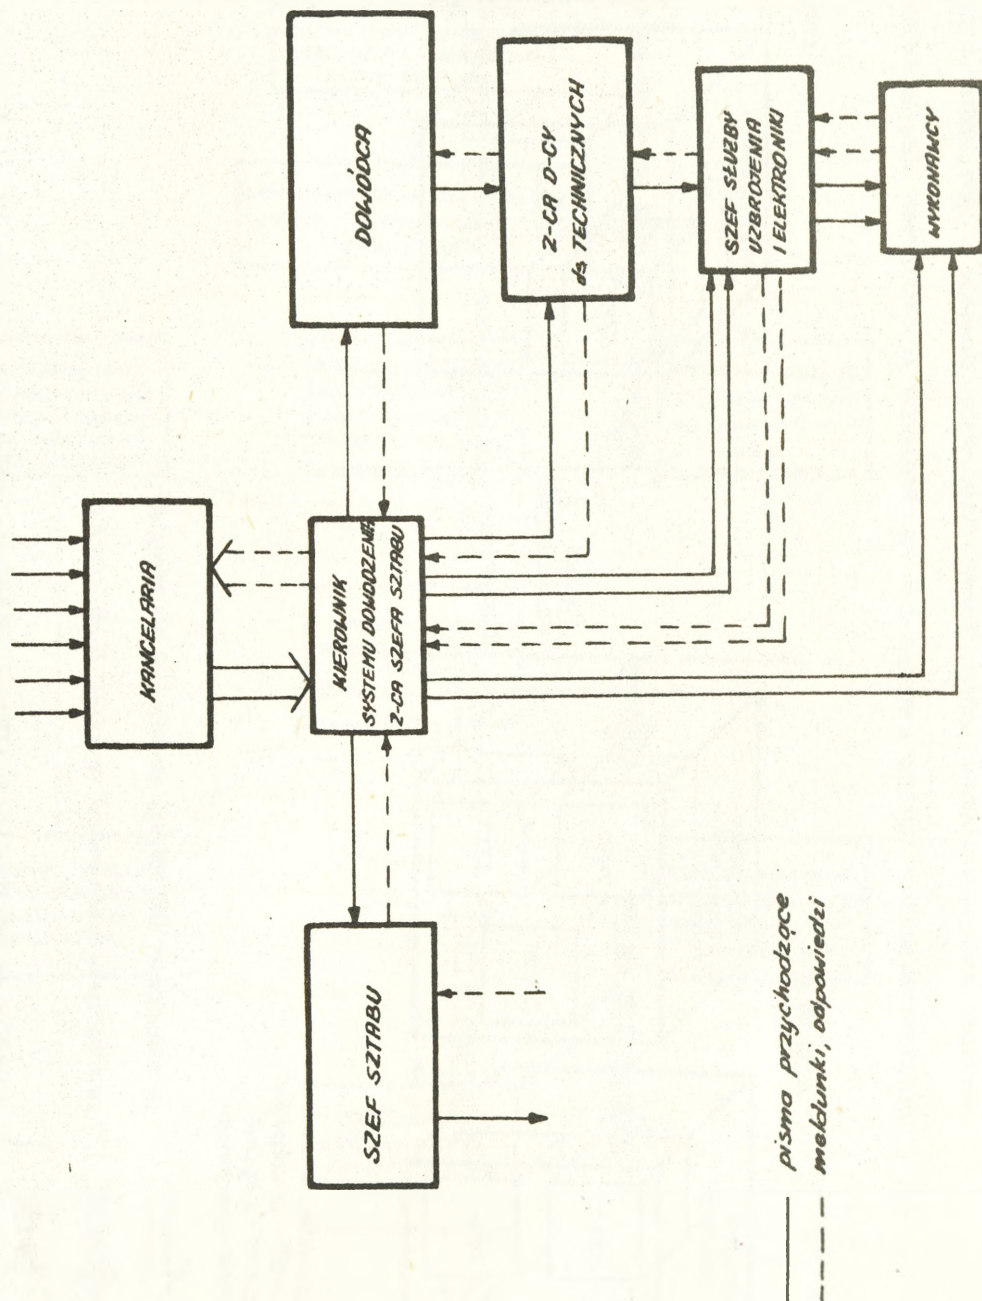 KANCELARIA
SZEF SZTABU
KIEROWNIK
SYSTEMU DOWODZENIA
Z-CA SZEFA SZTABU
DOWÓDCA
Z-CA D-CY
ds. TECHNICZNYCH
SZEF SŁUŻBY
UZBROJENIA
I ELEKTRONIKI
WYKONAWCY
pisma przychodzące
meldunki, odpowiedzi